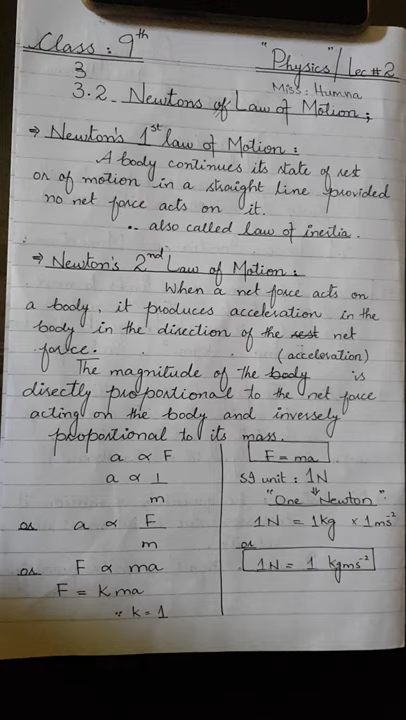 Class : 9th
"Physics"/Lec #2
3
Miss: Humna
3.2. Newtons of Law of Motion;
⇒ Newton's 1st law of Motion :
A body continues its state of rest
or of motion in a straight Line provided
no net force acts on it.
∴ also called law of inertia.
⇒ Newton's 2nd Law of Motion :
When a net force acts on
a body, it produces acceleration in the
body in the direction of the rest net
force.
(acceleration)
The magnitude of the body is
directly proportional to the net force
acting on the body and inversely
proportional to its mass.
a ∝ F
a ∝ 1/m
or a ∝ F/m
or F ∝ ma
F = Kma
∵ k = 1
F = ma
SI unit : 1N
"One Newton"
1N = 1kg × 1ms⁻²
or
1N = 1 kgms⁻²